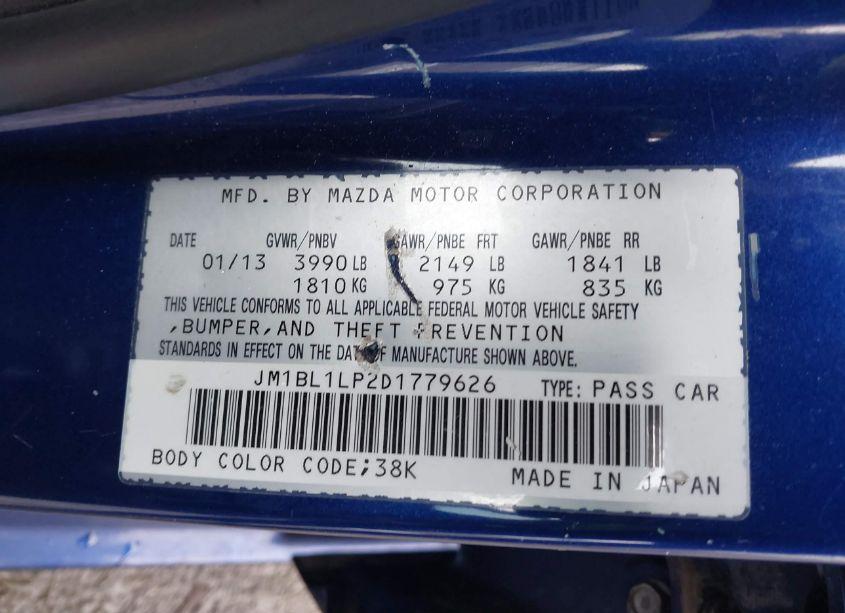 MFD. BY MAZDA MOTOR CORPORATION
DATE GVWR/PNBV GAWR/PNBE FRT GAWR/PNBE RR
01/13 3990 LB 2149 LB 1841 LB
1810 KG 975 KG 835 KG
THIS VEHICLE CONFORMS TO ALL APPLICABLE FEDERAL MOTOR VEHICLE SAFETY
,BUMPER,AND THEFT PREVENTION
STANDARDS IN EFFECT ON THE DATE OF MANUFACTURE SHOWN ABOVE.
JM1BL1LP2D1779626 TYPE: PASS CAR
BODY COLOR CODE;38K MADE IN JAPAN